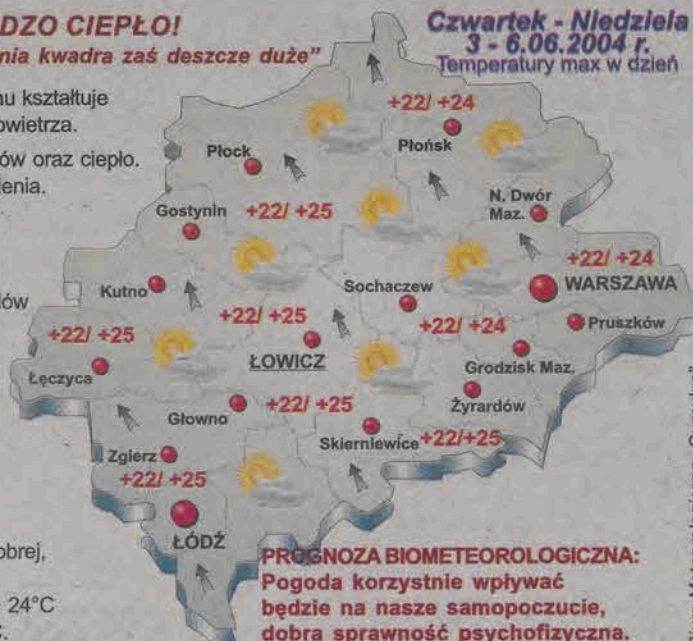 DZO CIEPŁO!
nia kwadra zaś deszcze duże”
nu kształtuje
owietrza.
ów oraz ciepło.
lenia.
lów
obrej,
24°C
C.
Czwartek - Niedziela
3 - 6.06.2004 r.
Temperatury max w dzień
+22/ +24
Płońsk
Płock
N. Dwór
Maz.
Gostynin +22/ +25
+22/ +24
WARSZAWA
Kutno
Sochaczew
+22/ +25
+22/ +24
Pruszków
+22/ +25
ŁOWICZ
Grodzisk Maz.
Łęczyca
Żyrardów
Głowno +22/ +25
Skierniewice +22/+25
Zgierz
+22/ +25
ŁÓDŹ
PROGNOZA BIOMETEOROLOGICZNA:
Pogoda korzystnie wpływać
będzie na nasze samopoczucie,
dobra sprawność psychofizyczna.